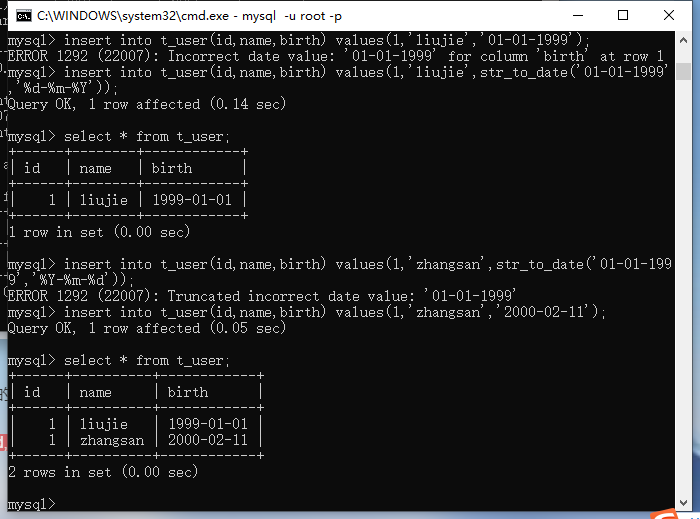 C:\WINDOWS\system32\cmd.exe - mysql  -u root -p
mysql> insert into t_user(id,name,birth) values(1,'liujie','01-01-1999');
ERROR 1292 (22007): Incorrect date value: '01-01-1999' for column 'birth' at row 1
mysql> insert into t_user(id,name,birth) values(1,'liujie',str_to_date('01-01-1999'
,'%d-%m-%Y'));
Query OK, 1 row affected (0.14 sec)
mysql> select * from t_user;
+------+--------+------------+
| id   | name   | birth      |
+------+--------+------------+
|    1 | liujie | 1999-01-01 |
+------+--------+------------+
1 row in set (0.00 sec)
mysql> insert into t_user(id,name,birth) values(1,'zhangsan',str_to_date('01-01-199
9','%Y-%m-%d'));
ERROR 1292 (22007): Truncated incorrect date value: '01-01-1999'
mysql> insert into t_user(id,name,birth) values(1,'zhangsan','2000-02-11');
Query OK, 1 row affected (0.05 sec)
mysql> select * from t_user;
+------+----------+------------+
| id   | name     | birth      |
+------+----------+------------+
|    1 | liujie   | 1999-01-01 |
|    1 | zhangsan | 2000-02-11 |
+------+----------+------------+
2 rows in set (0.00 sec)
mysql>